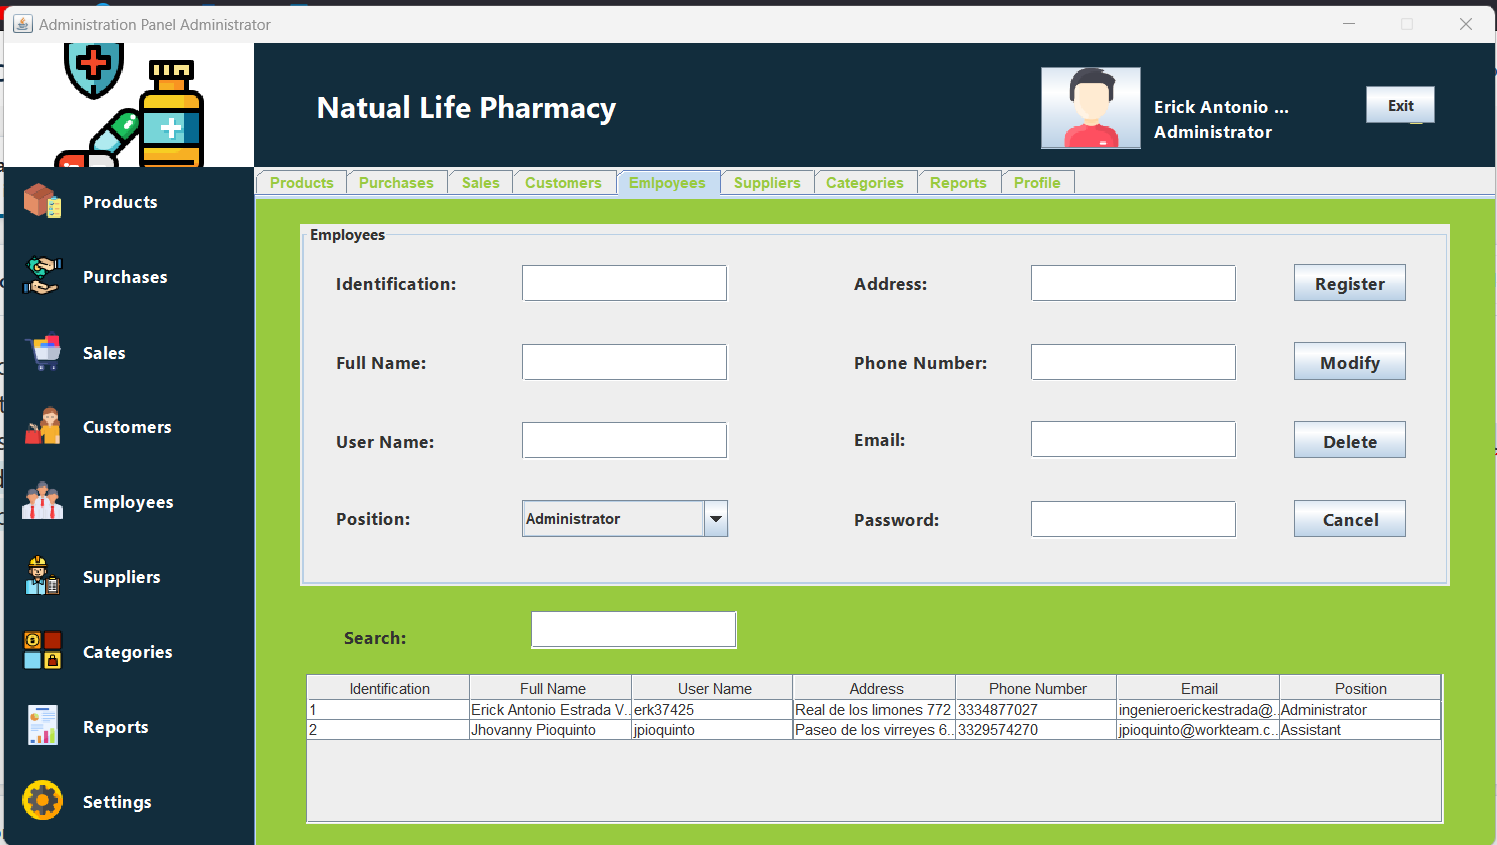 Administration Panel Administrator
Natual Life Pharmacy
Erick Antonio ...
Administrator
Exit
Products
Purchases
Sales
Customers
Employees
Suppliers
Categories
Reports
Settings
Products Purchases Sales Customers Emlpoyees Suppliers Categories Reports Profile
Employees
Identification: Address: Register
Full Name: Phone Number: Modify
User Name: Email: Delete
Position: Administrator Password: Cancel
Search:
Identification Full Name User Name Address Phone Number Email Position
1 Erick Antonio Estrada V... erk37425 Real de los limones 772 3334877027 ingenieroerickestrada@... Administrator
2 Jhovanny Pioquinto jpioquinto Paseo de los virreyes 6... 3329574270 jpioquinto@workteam.c... Assistant